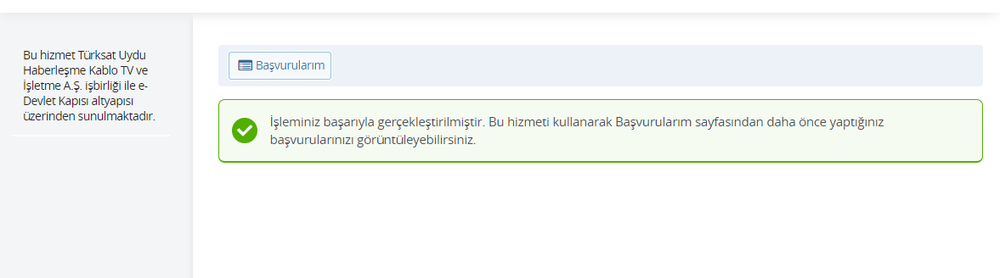 Bu hizmet Türksat Uydu
Haberleşme Kablo TV ve
İşletme A.Ş. işbirliği ile e-
Devlet Kapısı altyapısı
üzerinden sunulmaktadır.
Başvurularım
İşleminiz başarıyla gerçekleştirilmiştir. Bu hizmeti kullanarak Başvurularım sayfasından daha önce yaptığınız
başvurularınızı görüntüleyebilirsiniz.